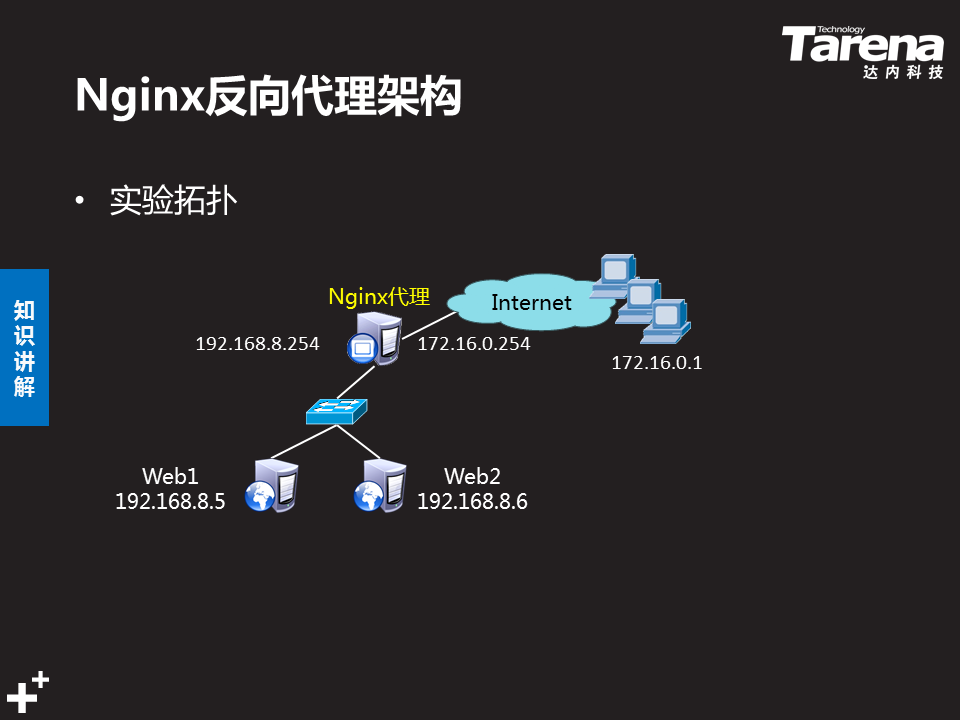 Technology
Tarena
达内科技
Nginx反向代理架构
• 实验拓扑
知识讲解
Nginx代理
Internet
192.168.8.254
172.16.0.254
172.16.0.1
Web1
192.168.8.5
Web2
192.168.8.6